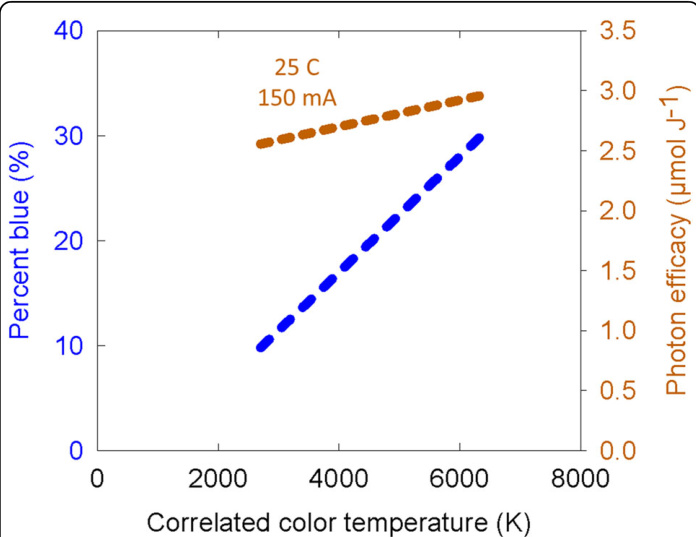 40
30
20
10
0
Percent blue (%)
25 C
150 mA
3.5
3.0
2.5
2.0
1.5
1.0
0.5
0.0
Photon efficacy (µmol J-1)
0 2000 4000 6000 8000
Correlated color temperature (K)